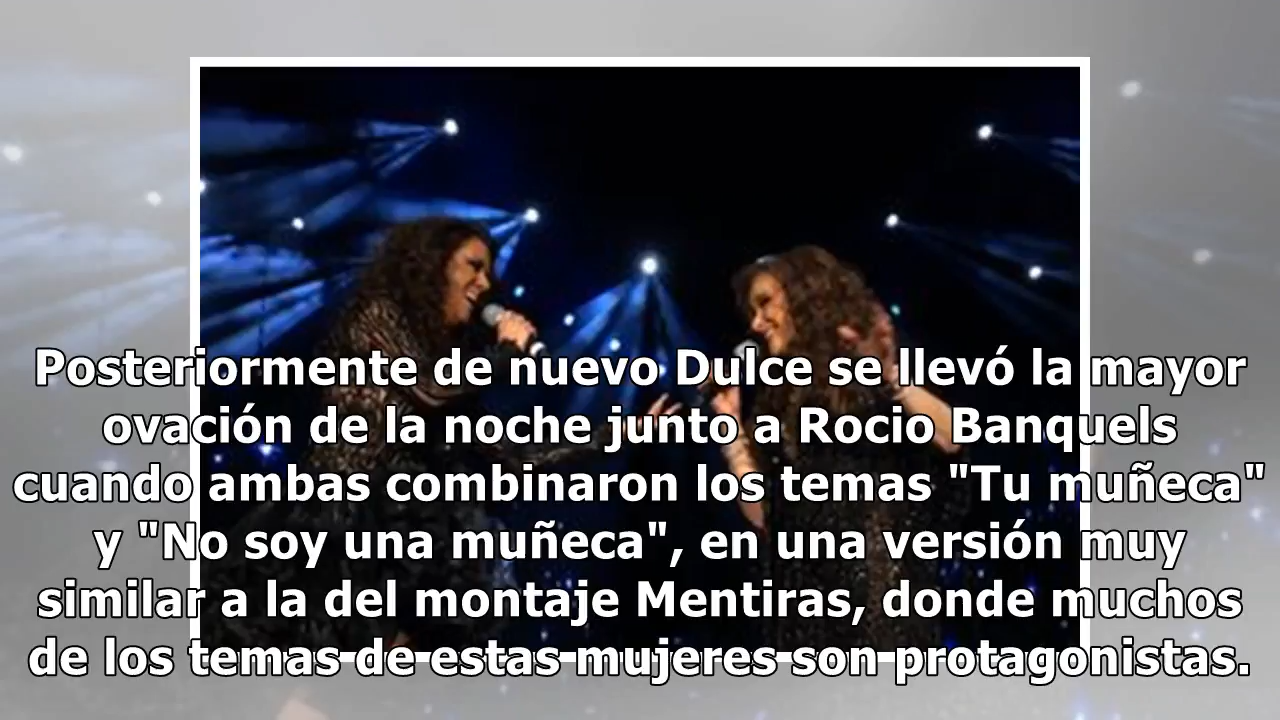 Posteriormente de nuevo Dulce se llevó la mayor
ovación de la noche junto a Rocio Banquels
cuando ambas combinaron los temas "Tu muñeca"
y "No soy una muñeca", en una versión muy
similar a la del montaje Mentiras, donde muchos
de los temas de estas mujeres son protagonistas.